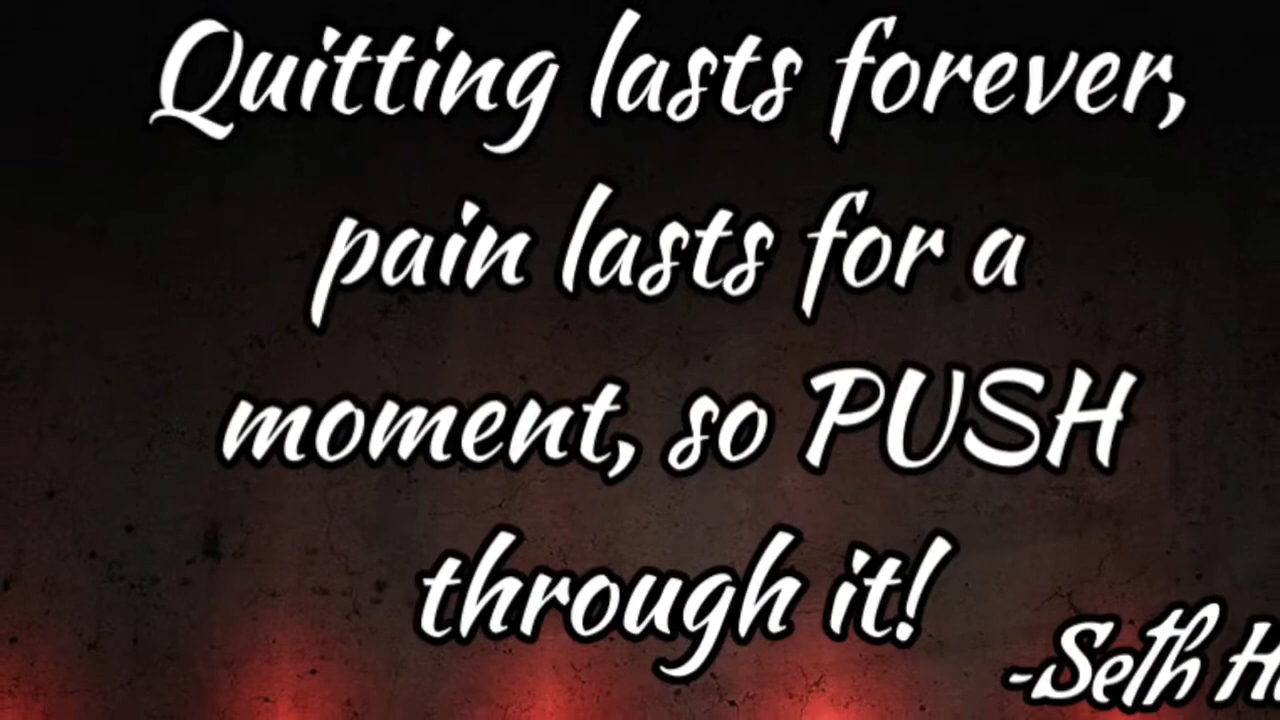 Quitting lasts forever,
pain lasts for a
moment, so PUSH
through it!
-Seth